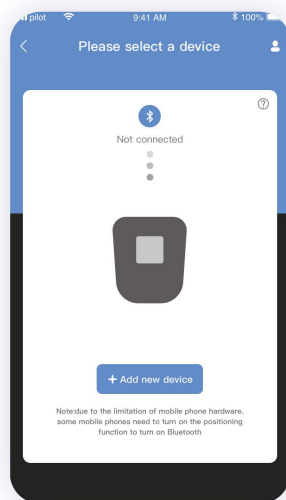 pilot 9:41 AM 100%
Please select a device
Not connected
+ Add new device
Note:due to the limitation of mobile phone hardware.
some mobile phones need to turn on the positioning
function to turn on Bluetooth